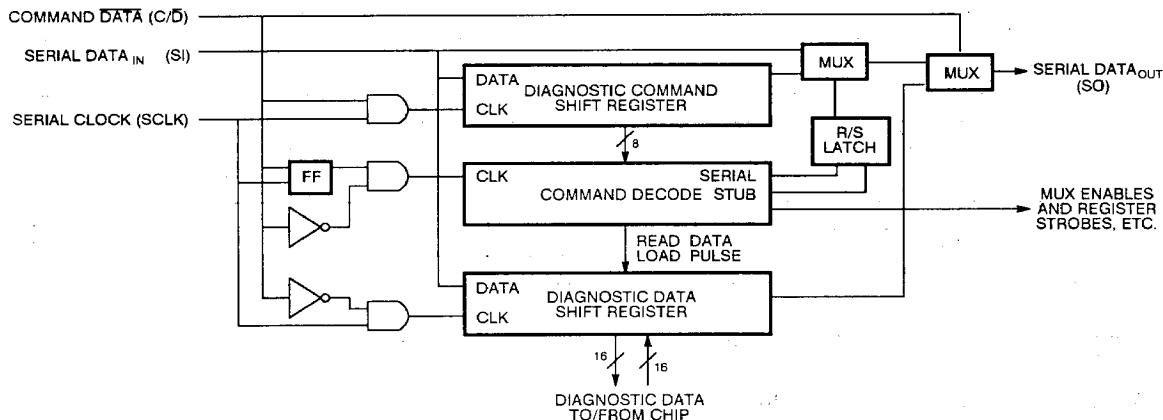 COMMAND DATA (C/D)
SERIAL DATA IN (SI)
SERIAL CLOCK (SCLK)
DATA
CLK
DIAGNOSTIC COMMAND
SHIFT REGISTER
MUX
MUX
SERIAL DATA OUT
(SO)
8
R/S
LATCH
FF
CLK
SERIAL
COMMAND DECODE STUB
MUX ENABLES
AND REGISTER
STROBES, ETC.
READ DATA
LOAD PULSE
DATA
CLK
DIAGNOSTIC DATA
SHIFT REGISTER
16
16
DIAGNOSTIC DATA
TO/FROM CHIP